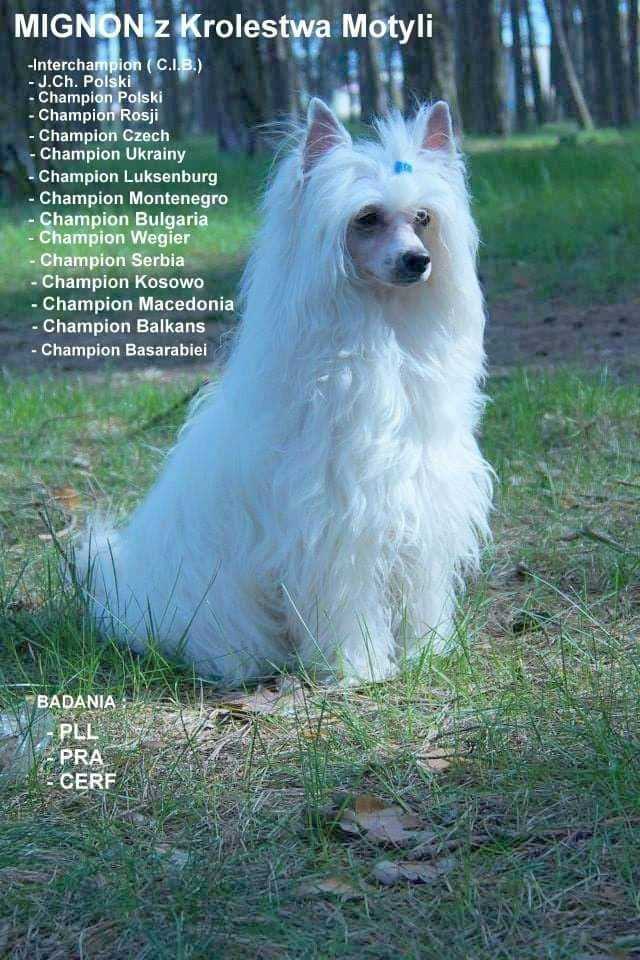 MIGNON z Krolestwa Motyli
-Interchampion ( C.I.B.)
- J.Ch. Polski
- Champion Polski
- Champion Rosji
- Champion Czech
- Champion Ukrainy
- Champion Luksenburg
- Champion Montenegro
- Champion Bulgaria
- Champion Wegier
- Champion Serbia
- Champion Kosowo
- Champion Macedonia
- Champion Balkans
- Champion Basarabiei
BADANIA :
- PLL
- PRA
- CERF